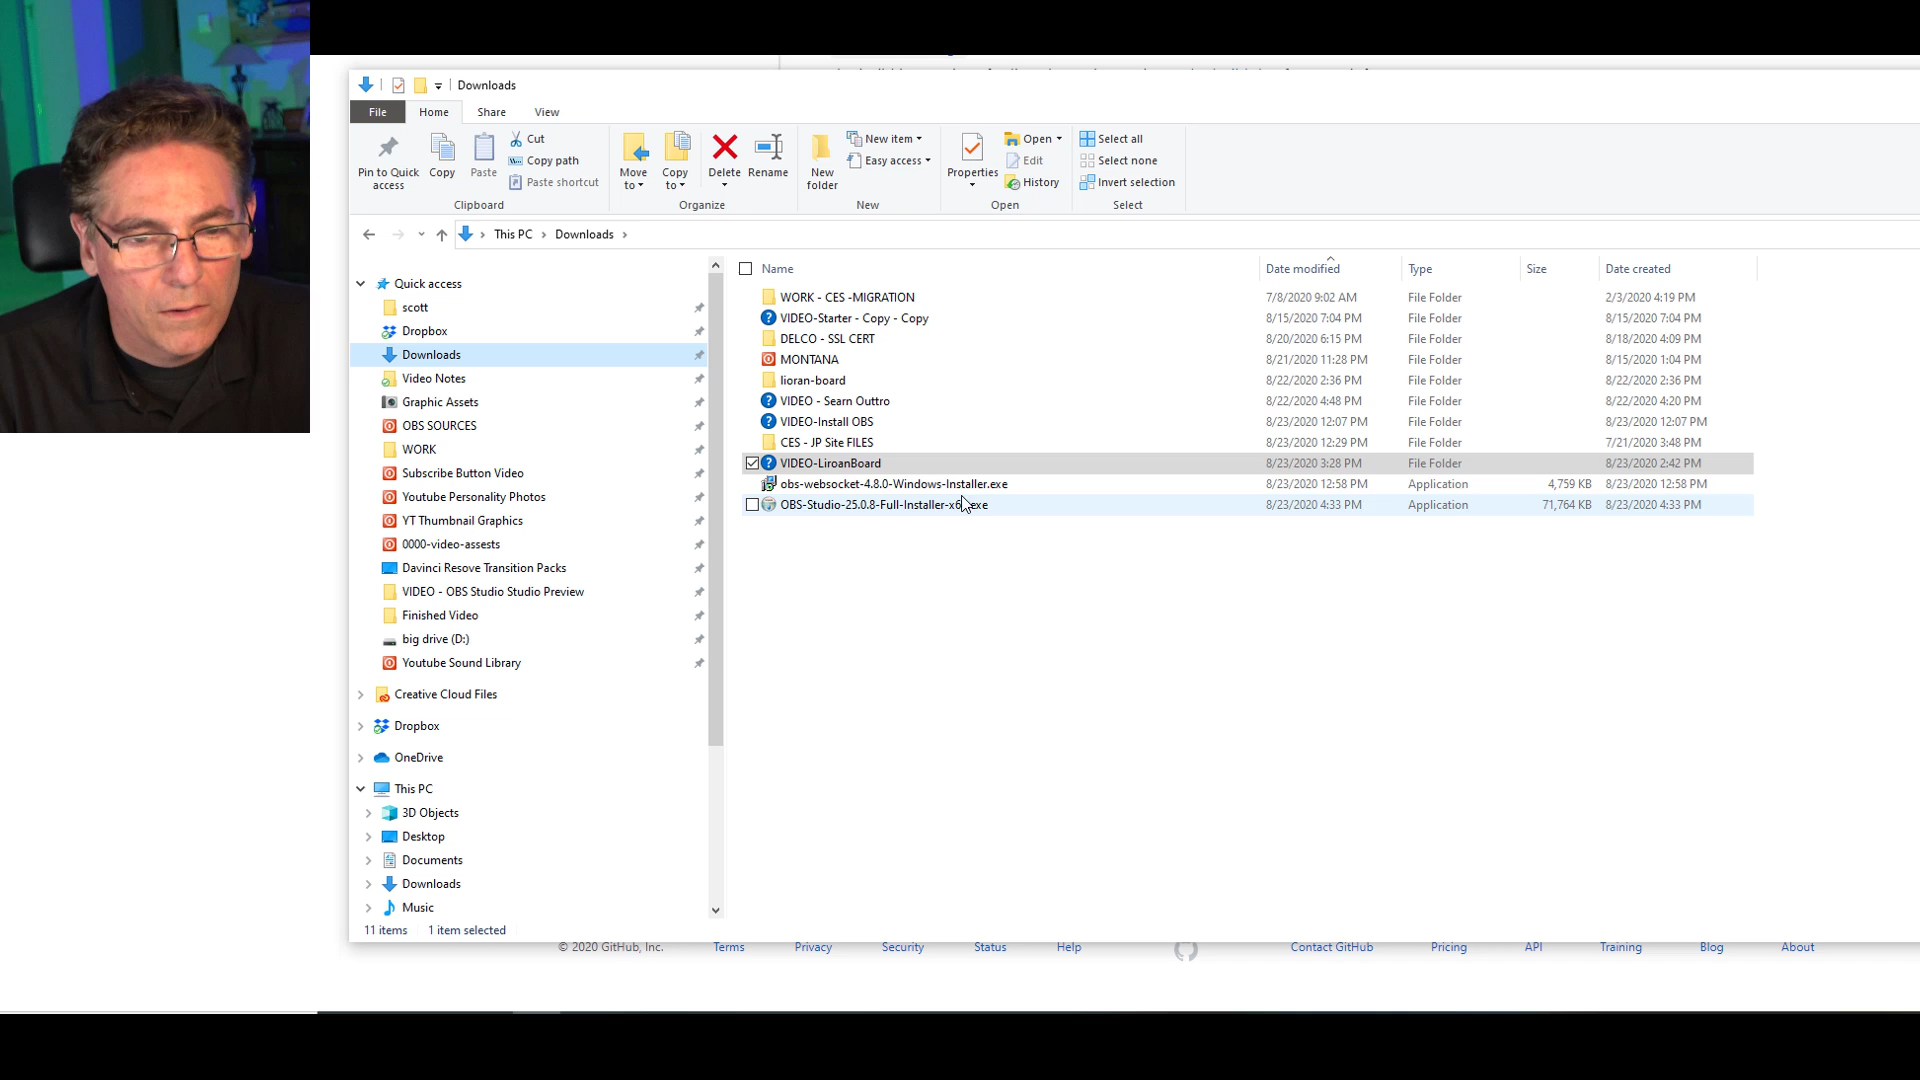 Downloads
File Home Share View
Pin to Quick access Copy Paste Cut Copy path Paste shortcut Move to Copy to Delete Rename New folder New item Easy access Properties Open Edit History Select all Select none Invert selection
Clipboard Organize New Open Select
This PC Downloads
Name Date modified Type Size Date created
WORK - CES -MIGRATION 7/8/2020 9:02 AM File Folder 2/3/2020 4:19 PM
VIDEO-Starter - Copy - Copy 8/15/2020 7:04 PM File Folder 8/15/2020 7:04 PM
DELCO - SSL CERT 8/20/2020 6:15 PM File Folder 8/18/2020 4:09 PM
MONTANA 8/21/2020 11:28 PM File Folder 8/15/2020 1:04 PM
lioran-board 8/22/2020 2:36 PM File Folder 8/22/2020 2:36 PM
VIDEO - Searn Outtro 8/22/2020 4:48 PM File Folder 8/22/2020 4:20 PM
VIDEO-Install OBS 8/23/2020 12:07 PM File Folder 8/23/2020 12:07 PM
CES - JP Site FILES 8/23/2020 12:29 PM File Folder 7/21/2020 3:48 PM
VIDEO-LiroanBoard 8/23/2020 3:28 PM File Folder 8/23/2020 2:42 PM
obs-websocket-4.8.0-Windows-Installer.exe 8/23/2020 12:58 PM Application 4,759 KB 8/23/2020 12:58 PM
OBS-Studio-25.0.8-Full-Installer-x6 .exe 8/23/2020 4:33 PM Application 71,764 KB 8/23/2020 4:33 PM
Quick access
scott
Dropbox
Downloads
Video Notes
Graphic Assets
OBS SOURCES
WORK
Subscribe Button Video
Youtube Personality Photos
YT Thumbnail Graphics
0000-video-assests
Davinci Resove Transition Packs
VIDEO - OBS Studio Studio Preview
Finished Video
big drive (D:)
Youtube Sound Library
Creative Cloud Files
Dropbox
OneDrive
This PC
3D Objects
Desktop
Documents
Downloads
Music
11 items 1 item selected
© 2020 GitHub, Inc. Terms Privacy Security Status Help Contact GitHub Pricing API Training Blog About